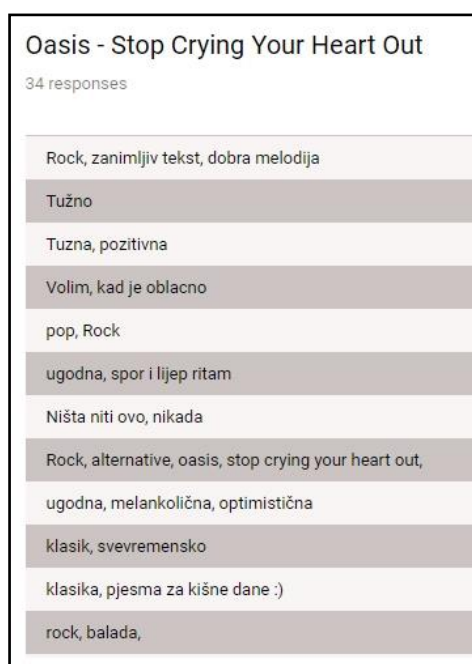 Oasis - Stop Crying Your Heart Out
34 responses
Rock, zanimljiv tekst, dobra melodija
Tužno
Tuzna, pozitivna
Volim, kad je oblacno
pop, Rock
ugodna, spor i lijep ritam
Ništa niti ovo, nikada
Rock, alternative, oasis, stop crying your heart out,
ugodna, melankolična, optimistična
klasik, svevremensko
klasika, pjesma za kišne dane :)
rock, balada,